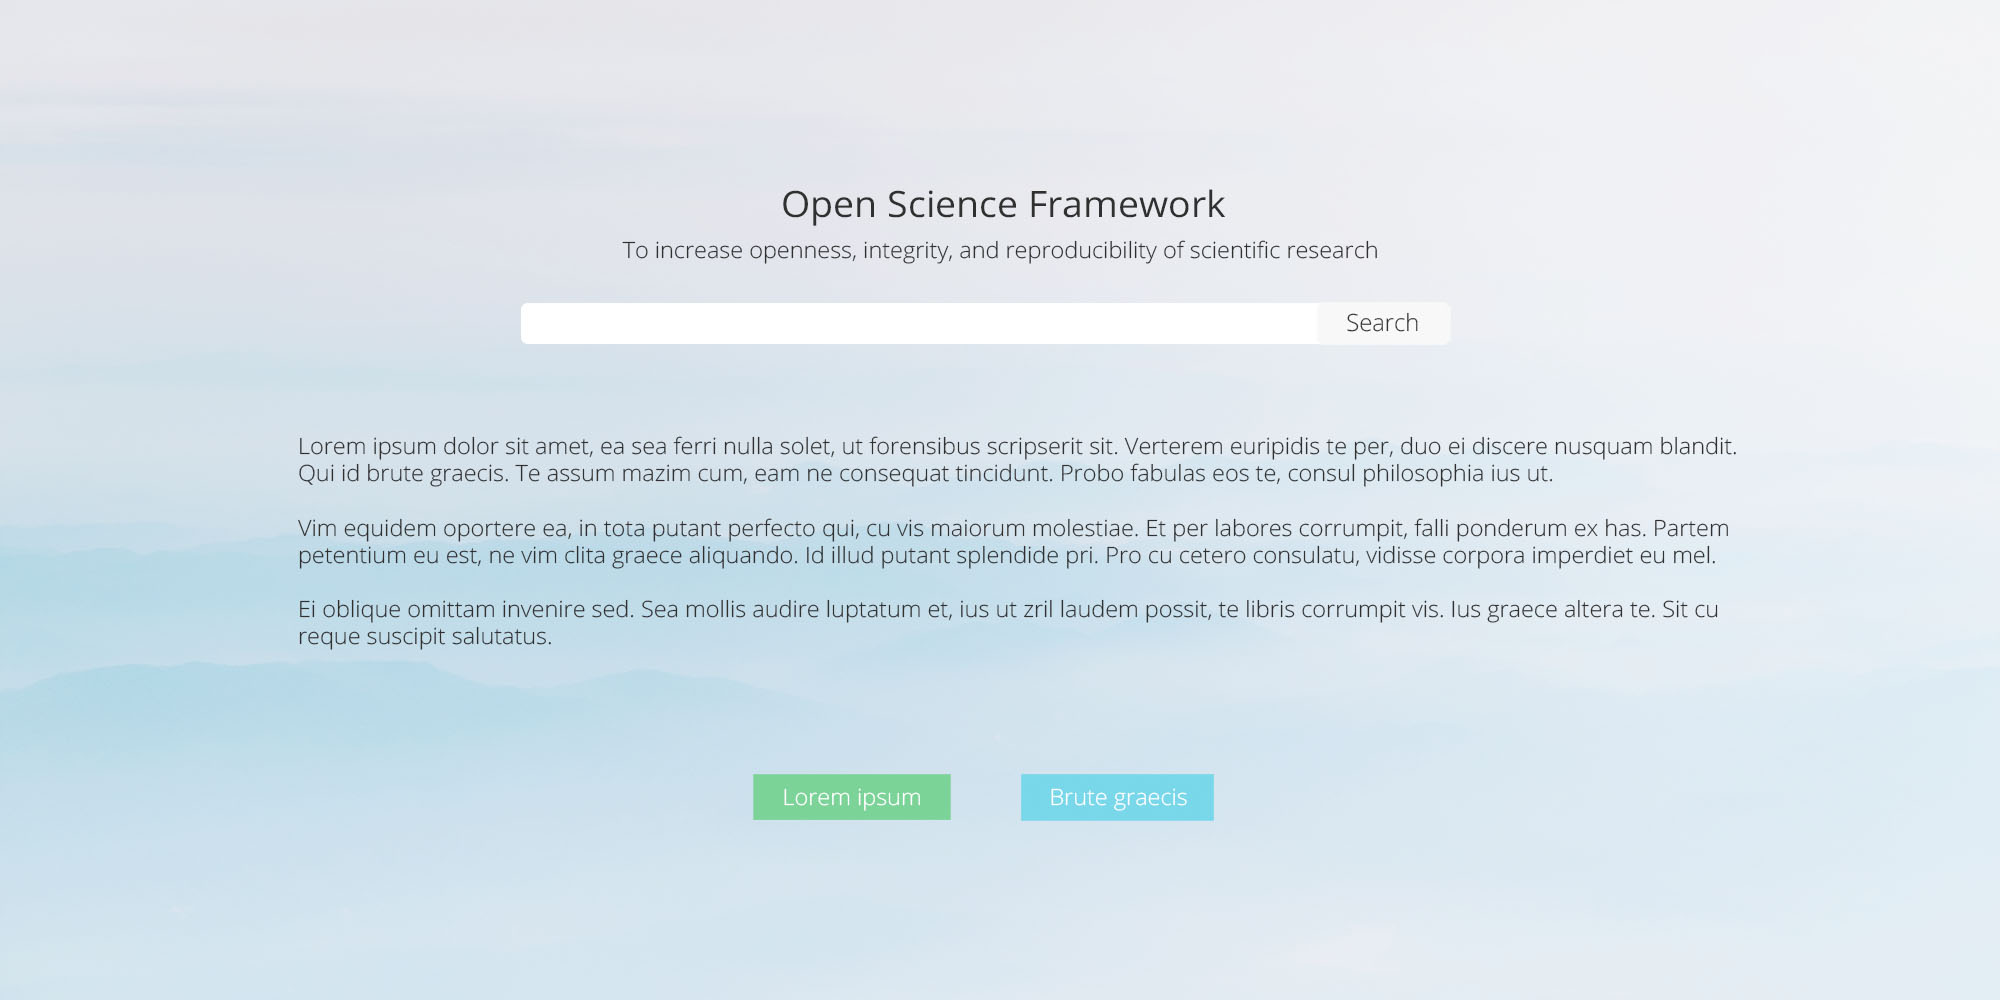 Open Science Framework
To increase openness, integrity, and reproducibility of scientific research
Search
Lorem ipsum dolor sit amet, ea sea ferri nulla solet, ut forensibus scripserit sit. Verterem euripidis te per, duo ei discere nusquam blandit.
Qui id brute graecis. Te assum mazim cum, eam ne consequat tincidunt. Probo fabulas eos te, consul philosophia ius ut.
Vim equidem oportere ea, in tota putant perfecto qui, cu vis maiorum molestiae. Et per labores corrumpit, falli ponderum ex has. Partem
petentium eu est, ne vim clita graece aliquando. Id illud putant splendide pri. Pro cu cetero consulatu, vidisse corpora imperdiet eu mel.
Ei oblique omittam invenire sed. Sea mollis audire luptatum et, ius ut zril laudem possit, te libris corrumpit vis. Ius graece altera te. Sit cu
reque suscipit salutatus.
Lorem ipsum
Brute graecis